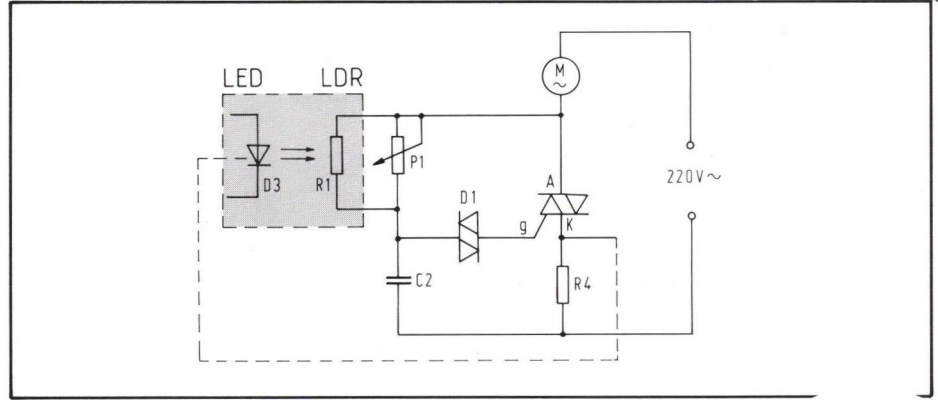 LED LDR
M
~
P1
D3 R1
D1
A
220V~
g K
C2
R4